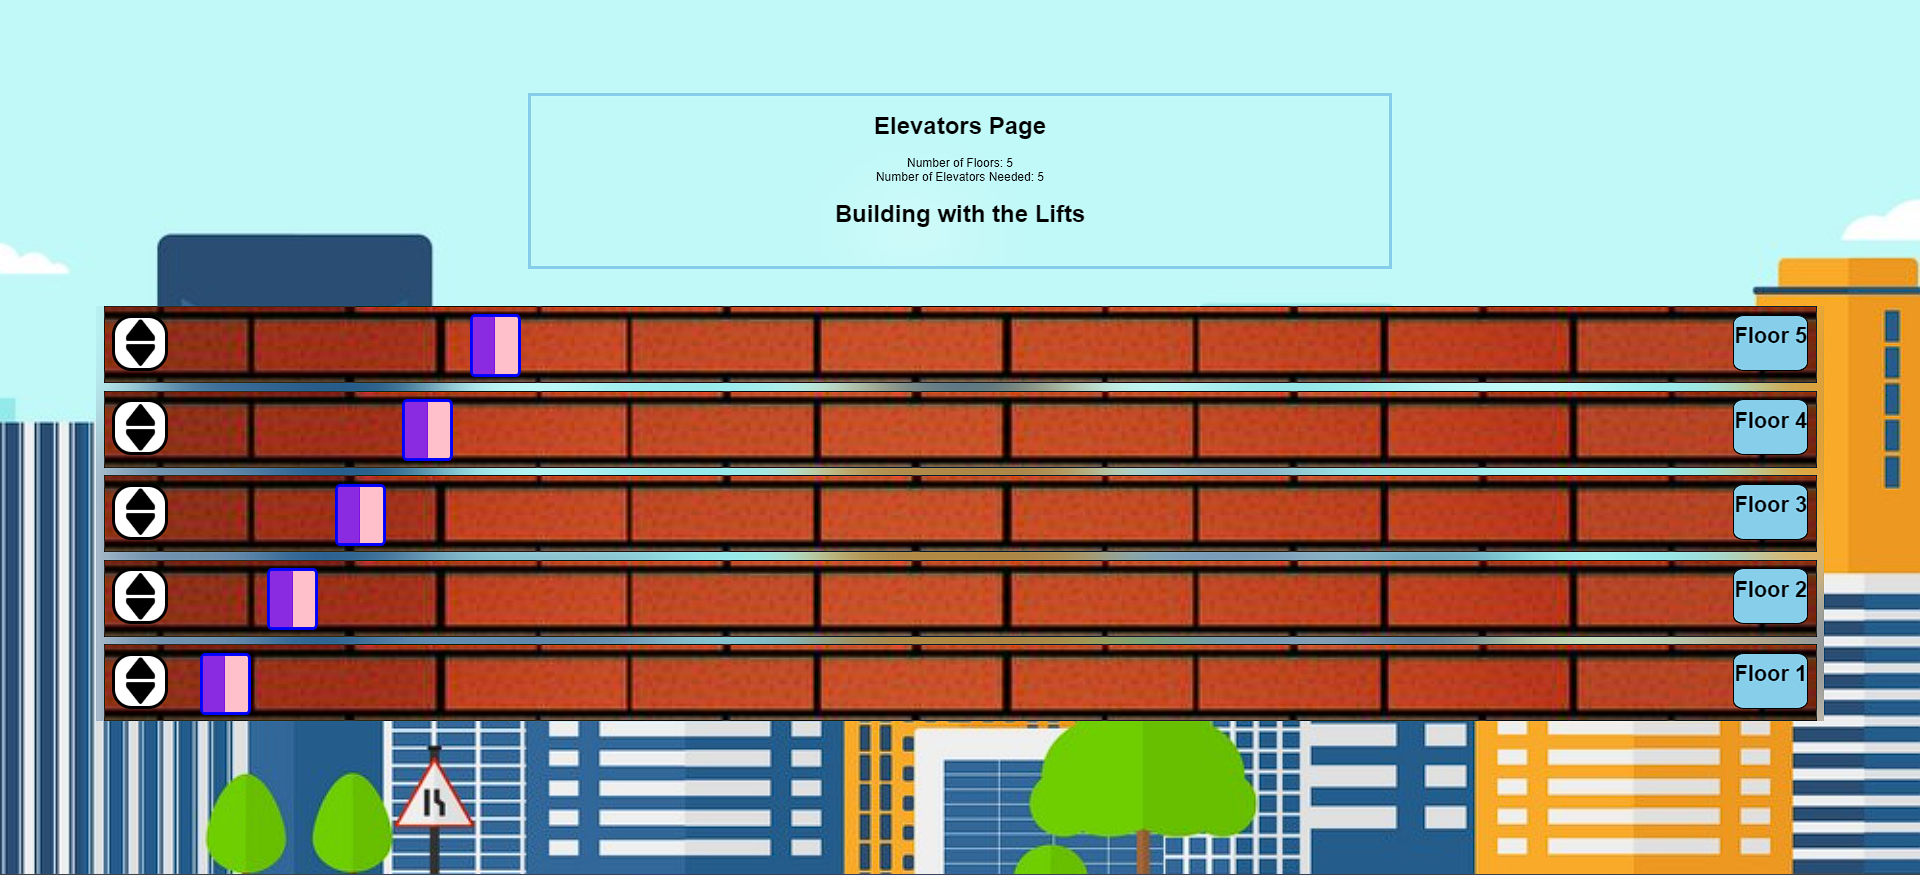 Elevators Page
Number of Floors: 5
Number of Elevators Needed: 5
Building with the Lifts
Floor 5
Floor 4
Floor 3
Floor 2
Floor 1